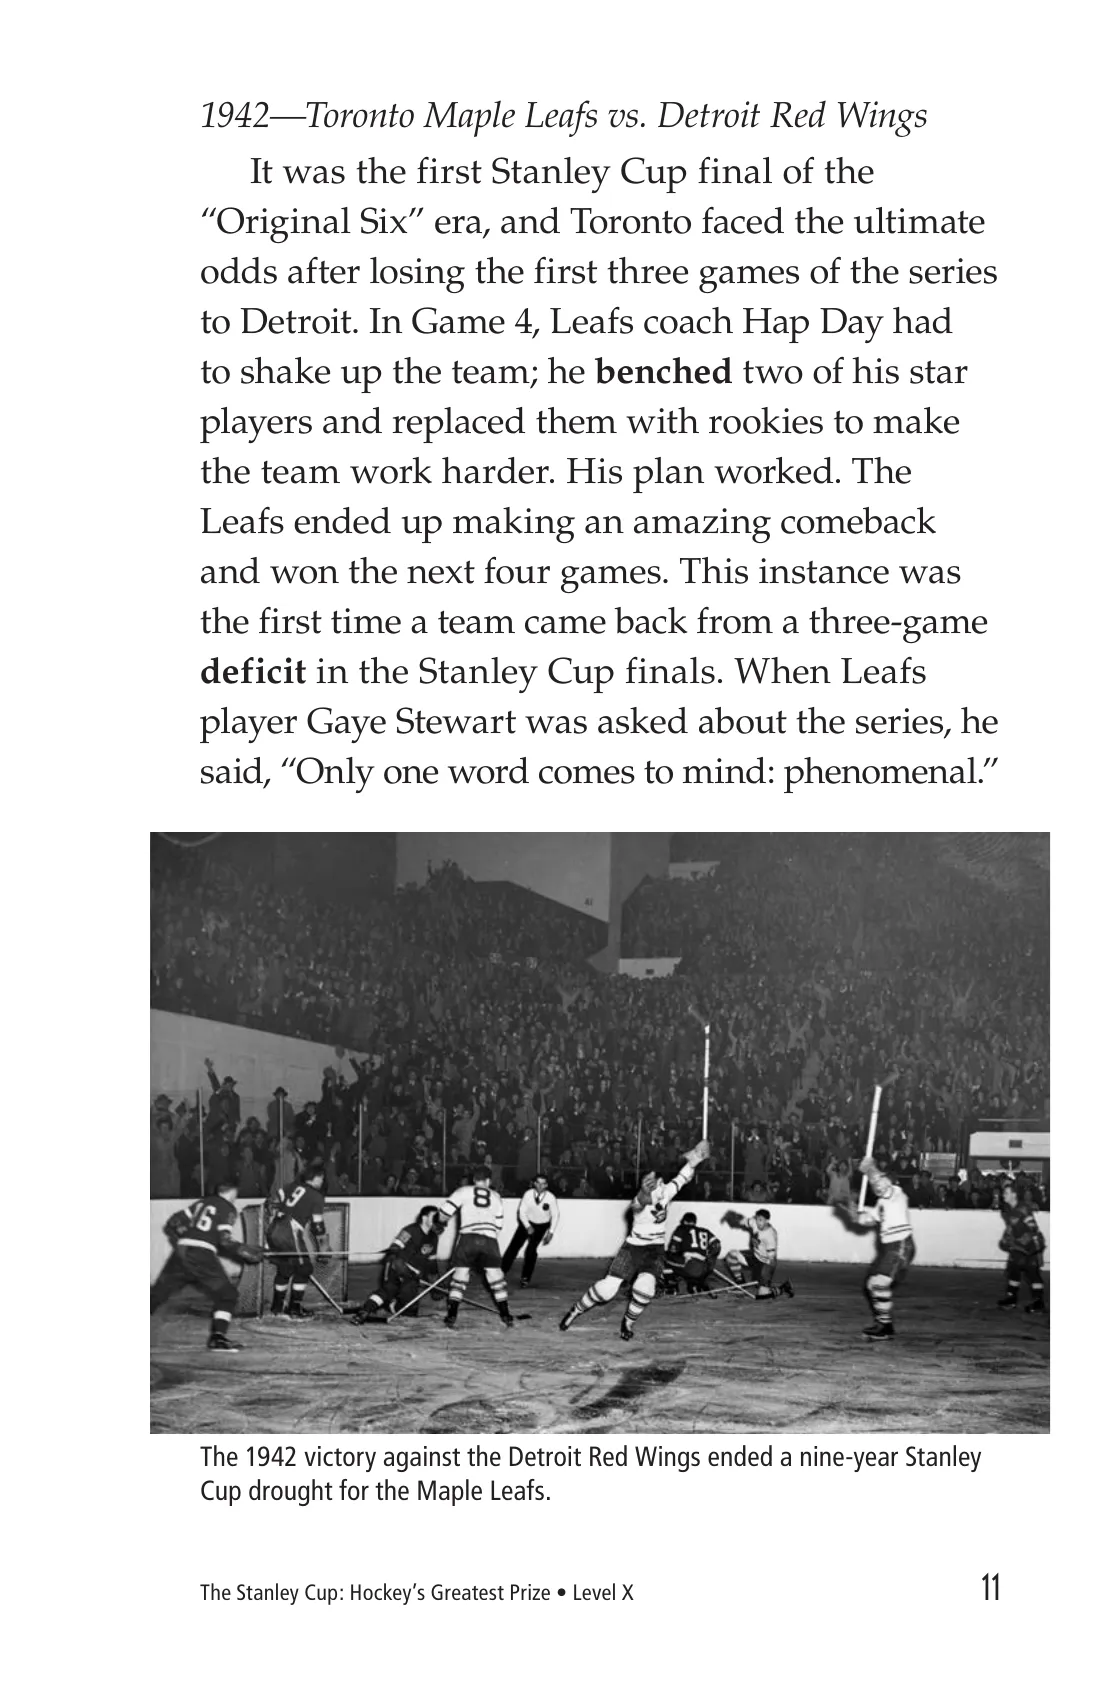 1942—Toronto Maple Leafs vs. Detroit Red Wings
It was the first Stanley Cup final of the
“Original Six” era, and Toronto faced the ultimate
odds after losing the first three games of the series
to Detroit. In Game 4, Leafs coach Hap Day had
to shake up the team; he benched two of his star
players and replaced them with rookies to make
the team work harder. His plan worked. The
Leafs ended up making an amazing comeback
and won the next four games. This instance was
the first time a team came back from a three-game
deficit in the Stanley Cup finals. When Leafs
player Gaye Stewart was asked about the series, he
said, “Only one word comes to mind: phenomenal.”
16
9
8
18
The 1942 victory against the Detroit Red Wings ended a nine-year Stanley
Cup drought for the Maple Leafs.
The Stanley Cup: Hockey’s Greatest Prize • Level X
11